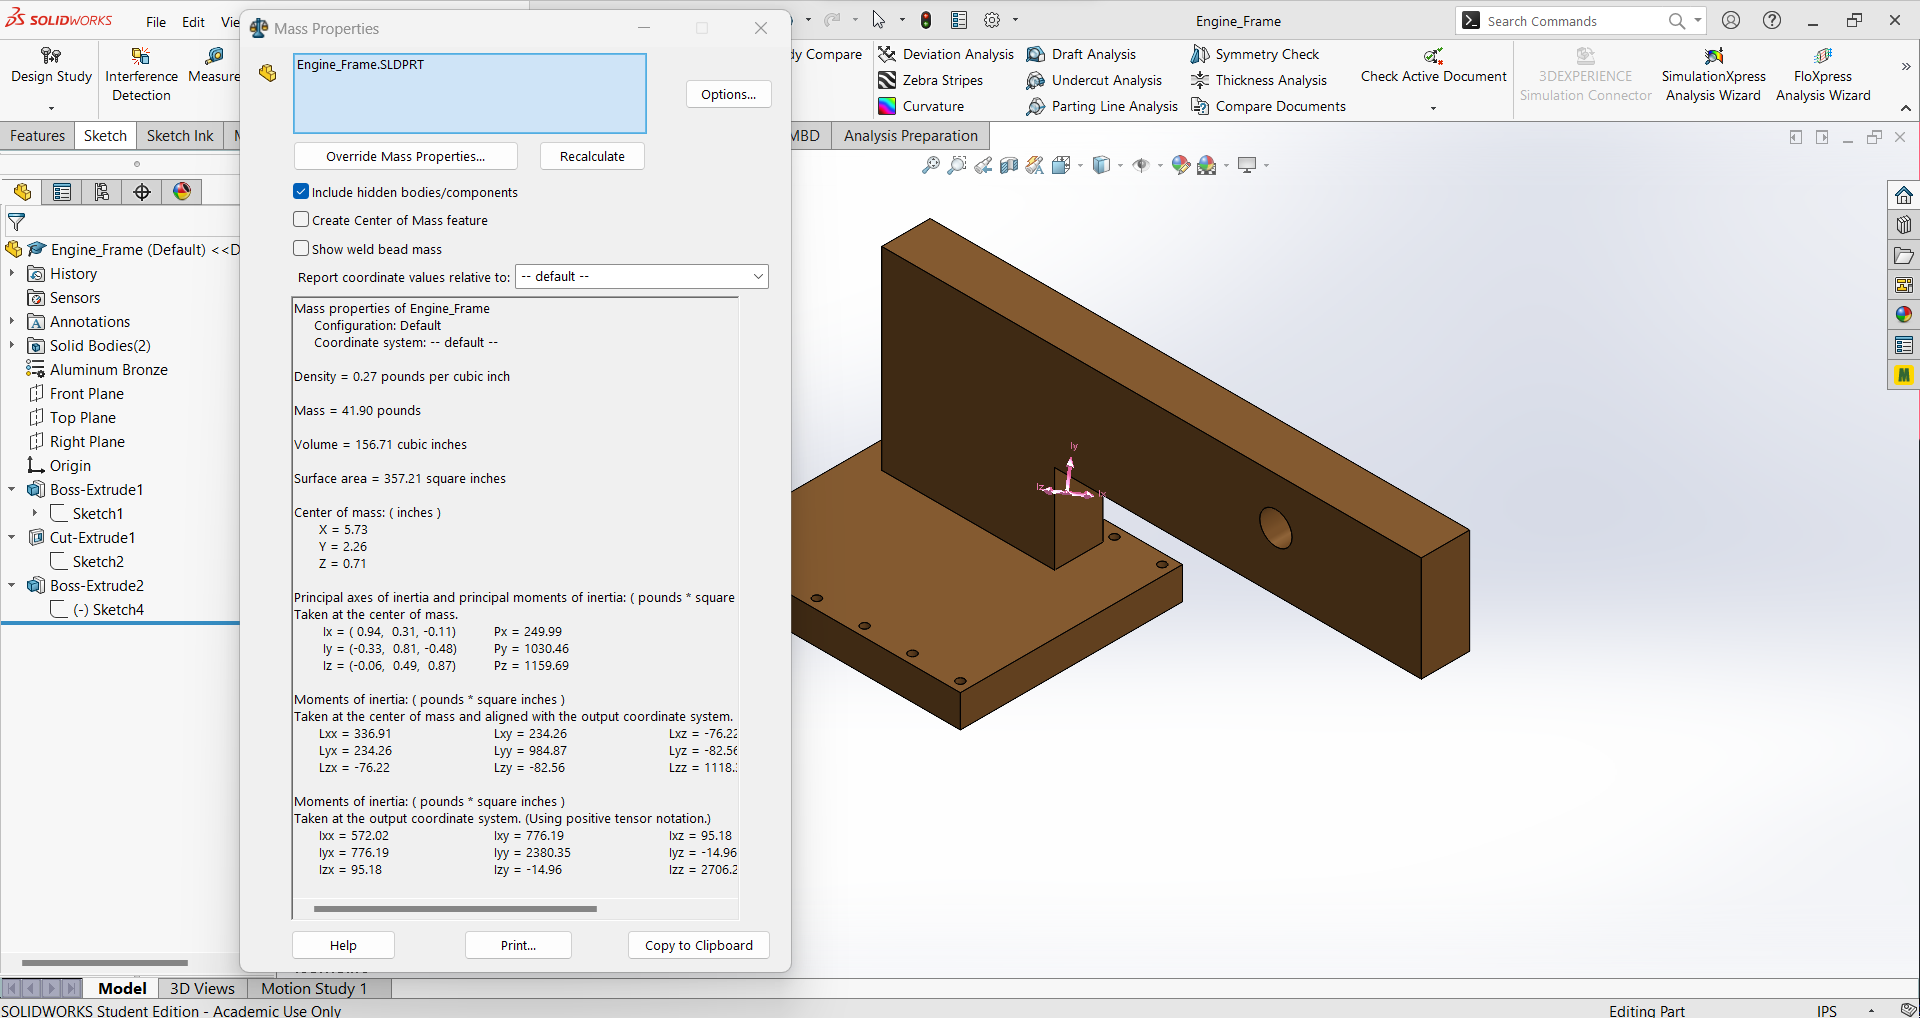 SOLIDWORKS
File Edit
Engine_Frame
Search Commands
Mass Properties
Design Study
Interference Detection
Measure
dy Compare
Deviation Analysis
Zebra Stripes
Curvature
Draft Analysis
Undercut Analysis
Parting Line Analysis
Symmetry Check
Thickness Analysis
Compare Documents
Check Active Document
3DEXPERIENCE
Simulation Connector
SimulationXpress
Analysis Wizard
FloXpress
Analysis Wizard
Features
Sketch
Sketch Ink
MBD
Analysis Preparation
Engine_Frame (Default) <<D
History
Sensors
Annotations
Solid Bodies(2)
Aluminum Bronze
Front Plane
Top Plane
Right Plane
Origin
Boss-Extrude1
Sketch1
Cut-Extrude1
Sketch2
Boss-Extrude2
(-) Sketch4
Engine_Frame.SLDPRT
Options...
Override Mass Properties...
Recalculate
Include hidden bodies/components
Create Center of Mass feature
Show weld bead mass
Report coordinate values relative to: -- default --
Mass properties of Engine_Frame
Configuration: Default
Coordinate system: -- default --
Density = 0.27 pounds per cubic inch
Mass = 41.90 pounds
Volume = 156.71 cubic inches
Surface area = 357.21 square inches
Center of mass: ( inches )
X = 5.73
Y = 2.26
Z = 0.71
Principal axes of inertia and principal moments of inertia: ( pounds * square
Taken at the center of mass.
Ix = ( 0.94, 0.31, -0.11) Px = 249.99
Iy = (-0.33, 0.81, -0.48) Py = 1030.46
Iz = (-0.06, 0.49, 0.87) Pz = 1159.69
Moments of inertia: ( pounds * square inches )
Taken at the center of mass and aligned with the output coordinate system.
Lxx = 336.91 Lxy = 234.26 Lxz = -76.22
Lyx = 234.26 Lyy = 984.87 Lyz = -82.56
Lzx = -76.22 Lzy = -82.56 Lzz = 1118.
Moments of inertia: ( pounds * square inches )
Taken at the output coordinate system. (Using positive tensor notation.)
Ixx = 572.02 Ixy = 776.19 Ixz = 95.18
Iyx = 776.19 Iyy = 2380.35 Iyz = -14.96
Izx = 95.18 Izy = -14.96 Izz = 2706.2
Help
Print...
Copy to Clipboard
Iy
Iz
Ix
M
Model
3D Views
Motion Study 1
SOLIDWORKS Student Edition - Academic Use Only
Editing Part
IPS